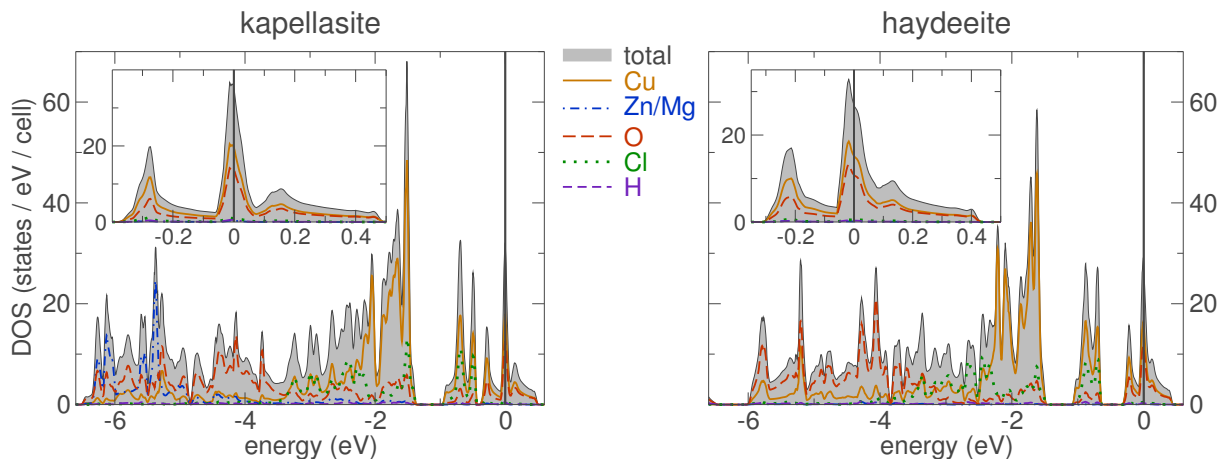 kapellasite
haydeeite
DOS (states / eV / cell)
60
40
20
0
-6
-4
-2
0
energy (eV)
20
0
-0.2
0
0.2
0.4
total
Cu
Zn/Mg
O
Cl
H
20
0
-0.2
0
0.2
0.4
60
40
20
0
-6
-4
-2
0
energy (eV)